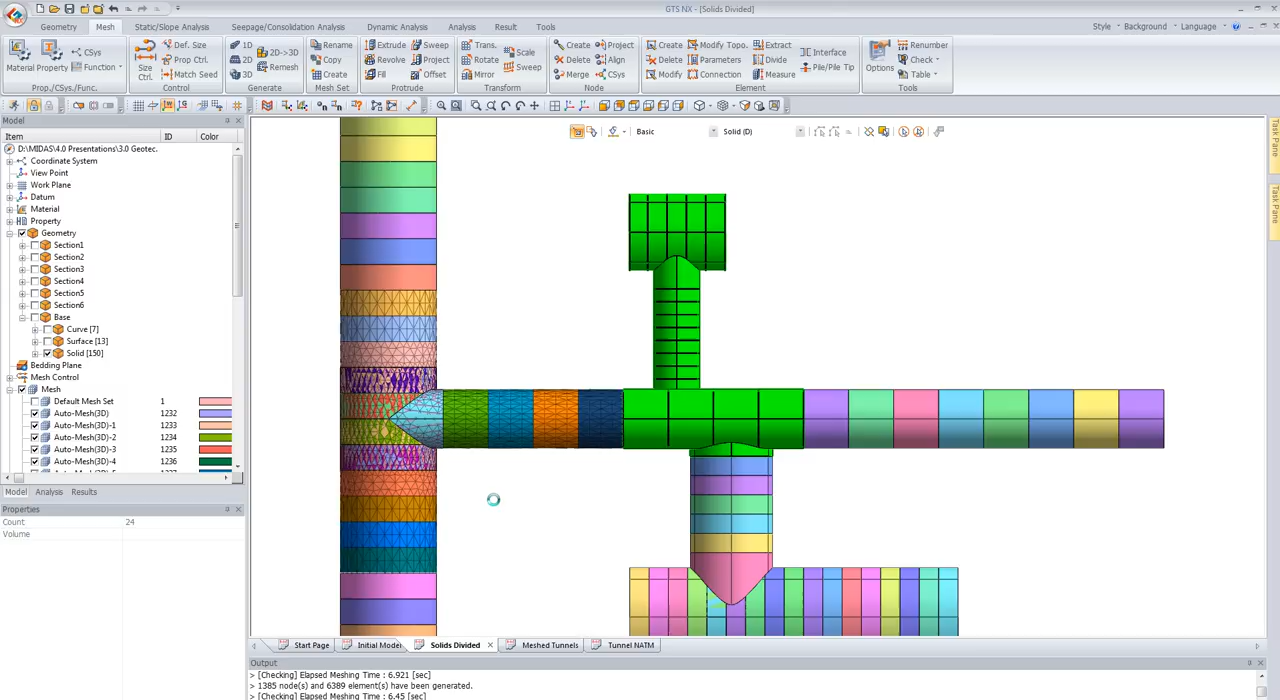 GTS NX - [Solids Divided]
Geometry Mesh Static/Slope Analysis Seepage/Consolidation Analysis Dynamic Analysis Analysis Result Tools Style Background Language
1D Rename Extrude Sweep Trans. Create Project Create Modify Topo. Extract Renumber
CSys Def. Size 2D->3D Scale Interface
Material Property Function Size Ctrl. Prop Ctrl. 2D Remesh Copy Revolve Project Rotate Sweep Delete Align Delete Parameters Divide Pile/Pile Tip Options Check
Match Seed 3D Create Fill Offset Mirror Merge CSys Modify Connection Measure Table
Prop./CSys./Func. Control Generate Mesh Set Protrude Transform Node Element Tools
Model
Item ID Color
Basic Solid (D)
D:\MIDAS\4.0 Presentations\3.0 Geotec.
Coordinate System
View Point
Work Plane
Datum
Material
Property
Geometry
Section1
Section2
Section3
Section4
Section5
Section6
Base
Curve [7]
Surface [13]
Solid [150]
Bedding Plane
Mesh Control
Mesh
Default Mesh Set 1
Auto-Mesh(3D) 1232
Auto-Mesh(3D)-1 1233
Auto-Mesh(3D)-2 1234
Auto-Mesh(3D)-3 1235
Auto-Mesh(3D)-4 1236
Model Analysis Results
Properties
Count 24
Volume
Task Pane
Task Pane
Start Page Initial Model Solids Divided Meshed Tunnels Tunnel NATM
Output
> [Checking] Elapsed Meshing Time : 6.921 [sec]
> 1385 node(s) and 6389 element(s) have been generated.
> [Checking] Elapsed Meshing Time : 6.45 [sec]